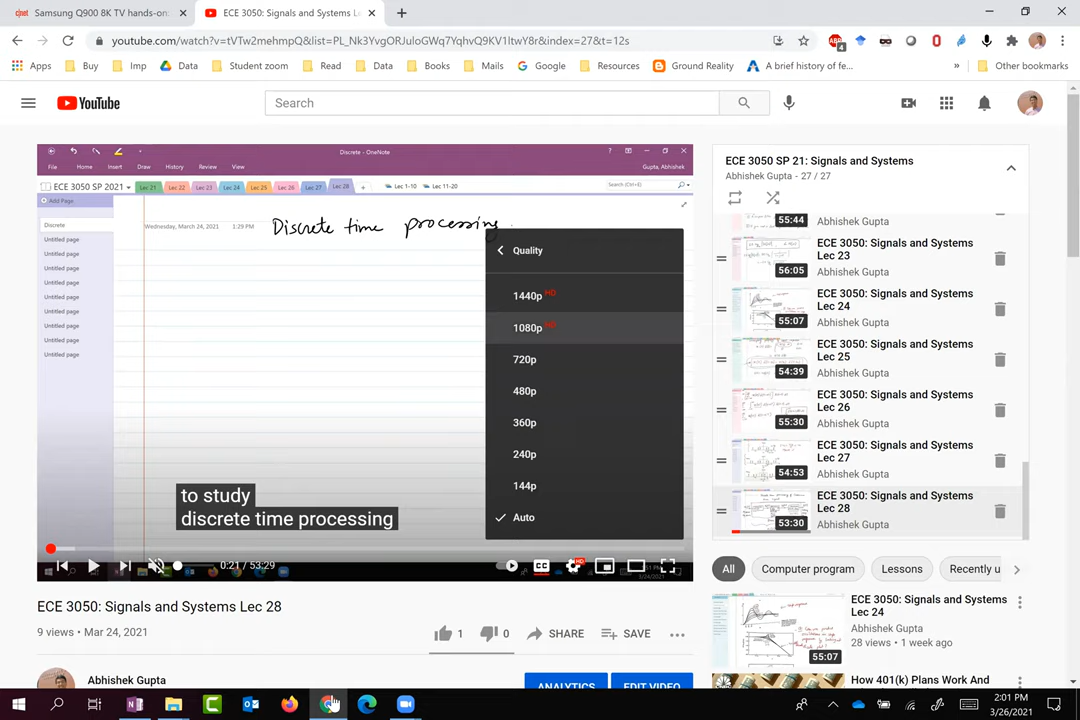 Samsung Q900 8K TV hands-on:
ECE 3050: Signals and Systems Le
youtube.com/watch?v=tVTw2mehmpQ&list=PL_Nk3YvgORJuloGWq7YqhvQ9KV1ltwY8r&index=27&t=12s
Apps
Buy
Imp
Data
Student zoom
Read
Data
Books
Mails
Google
Resources
Ground Reality
A brief history of fe...
»
Other bookmarks
YouTube
Search
Discrete - OneNote
Gupta, Abhishek
File
Home
Insert
Draw
History
Review
View
ECE 3050 SP 2021
Lec 21
Lec 22
Lec 23
Lec 24
Lec 25
Lec 26
Lec 27
Lec 28
Lec 1-10
Lec 11-20
Search (Ctrl+E)
Add Page
Discrete
Untitled page
Untitled page
Untitled page
Untitled page
Untitled page
Untitled page
Untitled page
Untitled page
Untitled page
Wednesday, March 24, 2021
1:29 PM
Discrete time processing
Quality
1440p HD
1080p HD
720p
480p
360p
240p
144p
Auto
to study
discrete time processing
0:21 / 53:29
HD
3/24/2021
ECE 3050: Signals and Systems Lec 28
9 views • Mar 24, 2021
1
0
SHARE
SAVE
Abhishek Gupta
ANALYTICS
EDIT VIDEO
ECE 3050 SP 21: Signals and Systems
Abhishek Gupta - 27 / 27
55:44
Abhishek Gupta
ECE 3050: Signals and Systems
Lec 23
Abhishek Gupta
56:05
ECE 3050: Signals and Systems
Lec 24
Abhishek Gupta
55:07
ECE 3050: Signals and Systems
Lec 25
Abhishek Gupta
54:39
ECE 3050: Signals and Systems
Lec 26
Abhishek Gupta
55:30
ECE 3050: Signals and Systems
Lec 27
Abhishek Gupta
54:53
ECE 3050: Signals and Systems
Lec 28
Abhishek Gupta
53:30
All
Computer program
Lessons
Recently u
ECE 3050: Signals and Systems
Lec 24
Abhishek Gupta
28 views • 1 week ago
55:07
How 401(k) Plans Work And
2:01 PM
3/26/2021